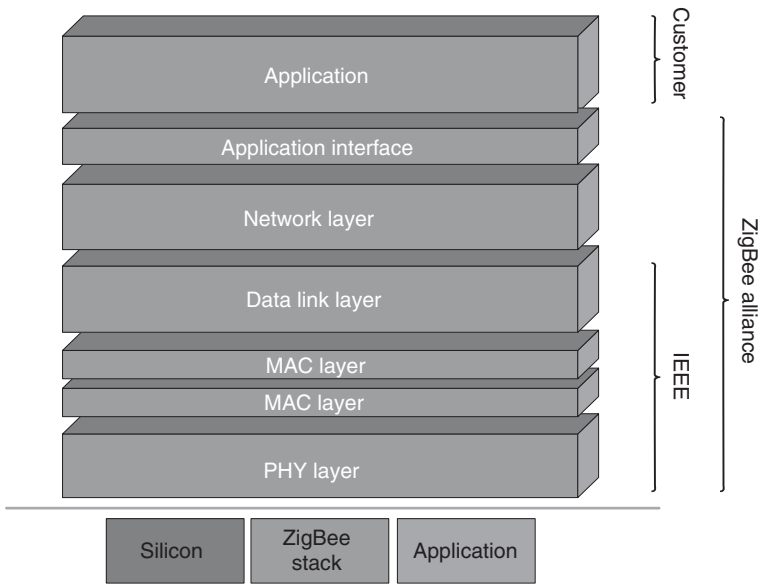 Customer
Application
Application interface
Network layer
ZigBee alliance
Data link layer
MAC layer
IEEE
MAC layer
PHY layer
Silicon
ZigBee
stack
Application